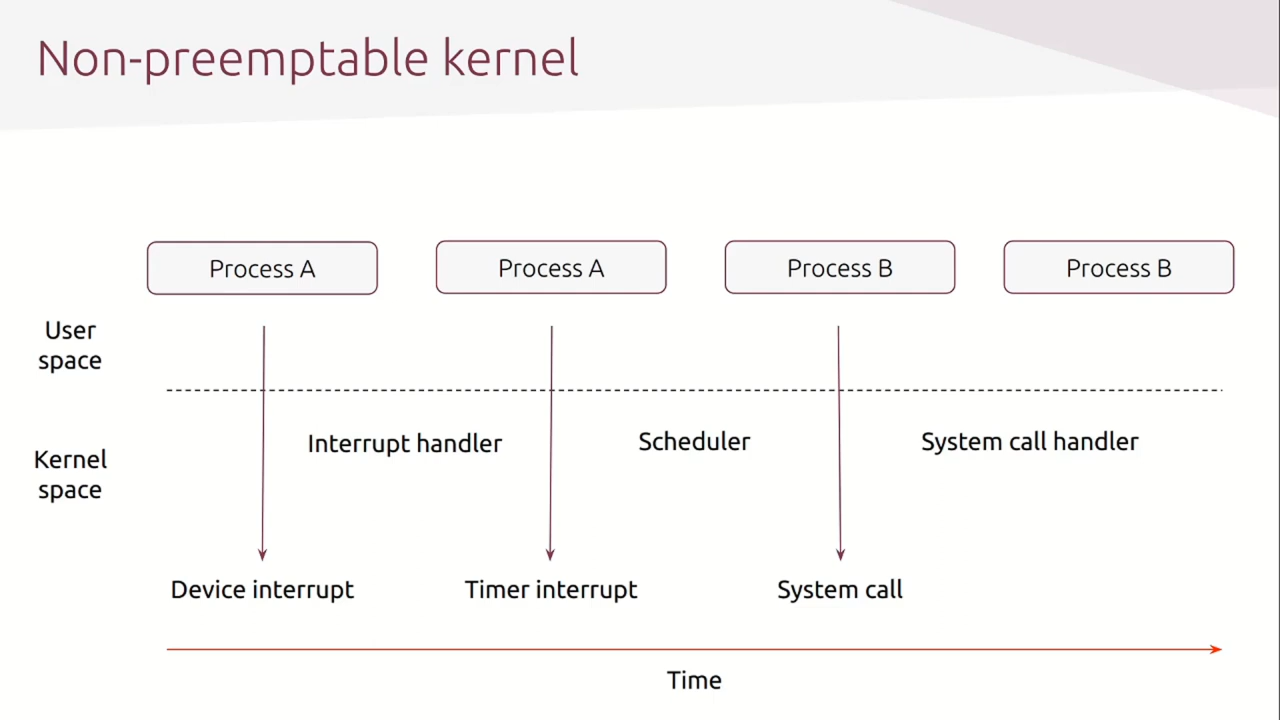 Non-preemptable kernel
Process A
Process A
Process B
Process B
User
space
Interrupt handler
Scheduler
System call handler
Kernel
space
Device interrupt
Timer interrupt
System call
Time